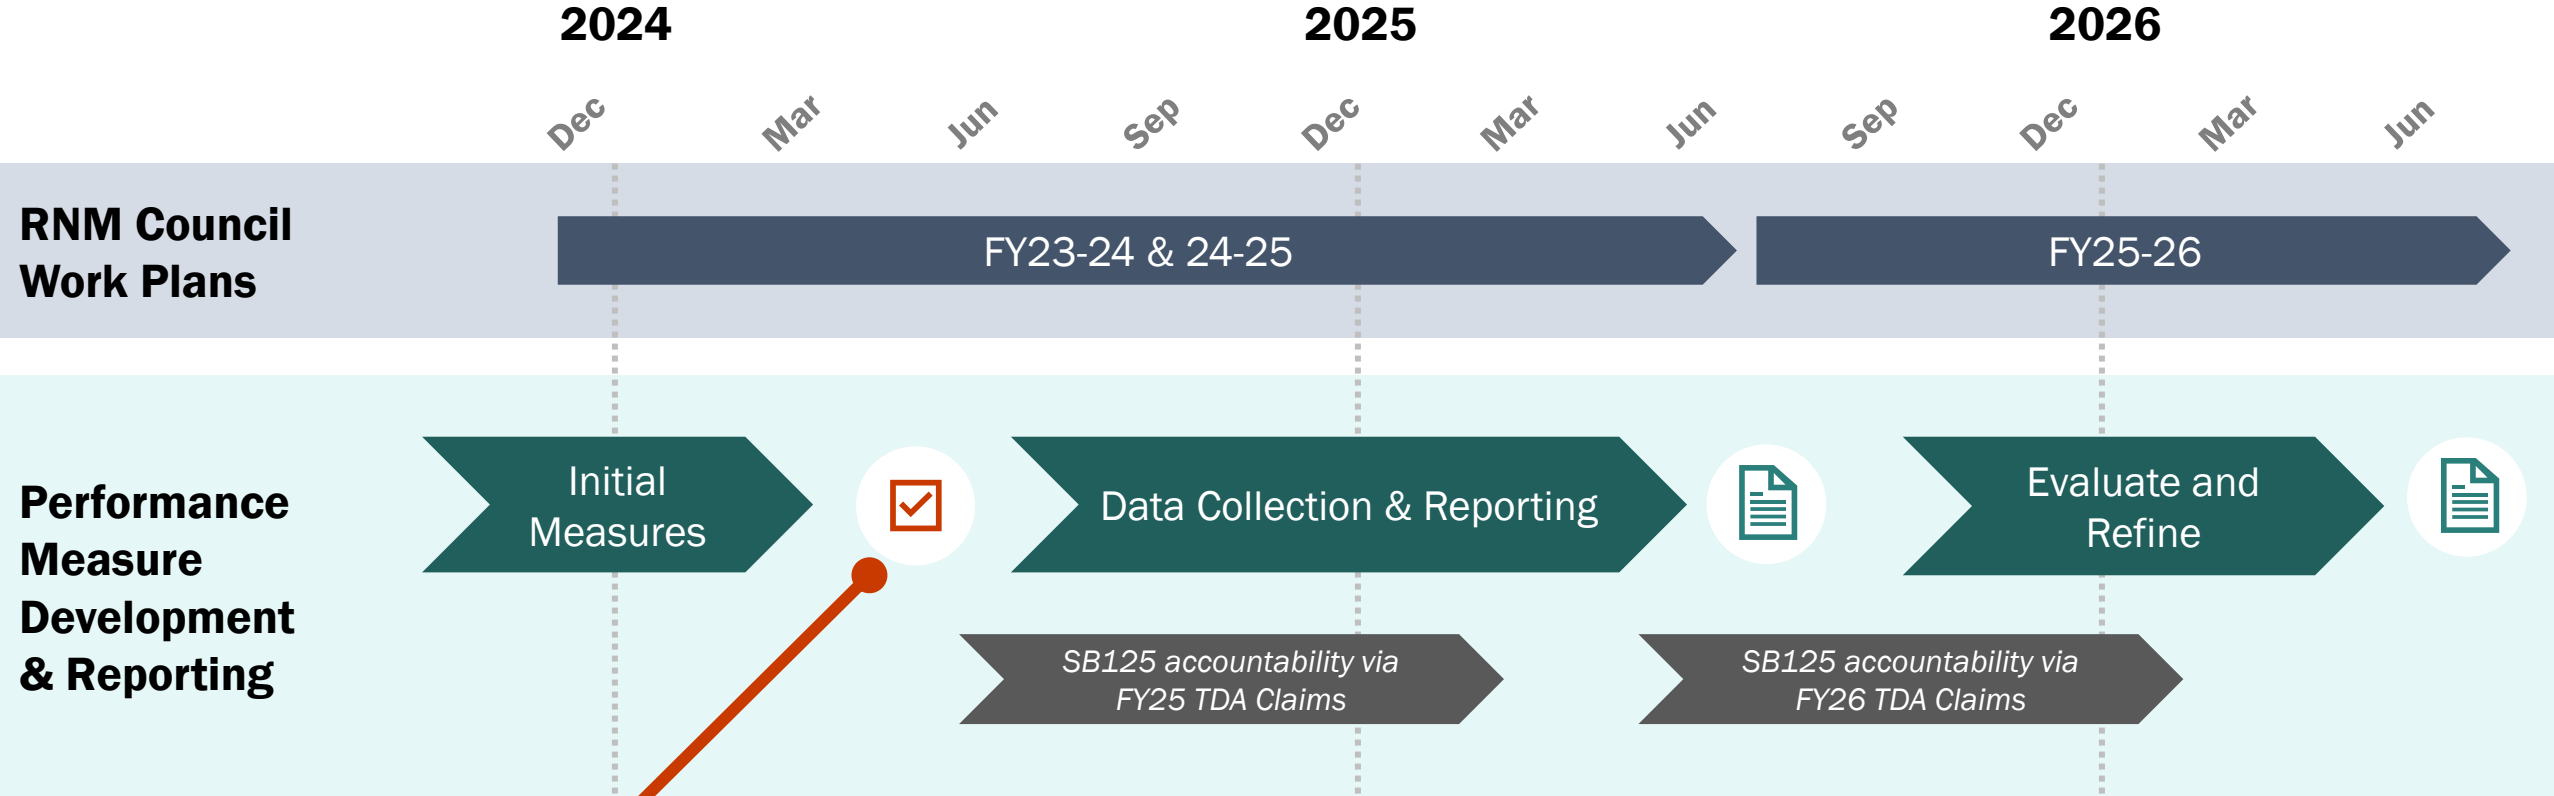 2024 2025 2026
Dec Mar Jun Sep Dec Mar Jun Sep Dec Mar Jun
RNM Council
Work Plans
FY23-24 & 24-25
FY25-26
Performance
Measure
Development
& Reporting
Initial
Measures
Data Collection & Reporting
Evaluate and
Refine
SB125 accountability via
FY25 TDA Claims
SB125 accountability via
FY26 TDA Claims